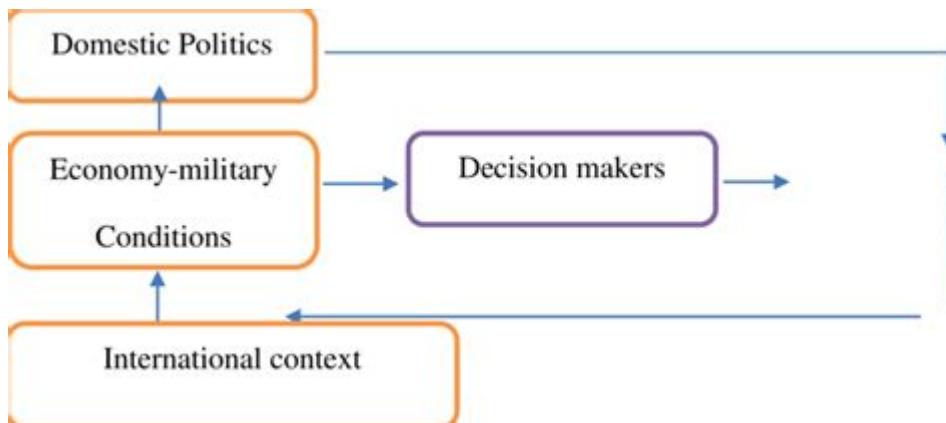 Domestic Politics
Economy-military
Conditions
Decision makers
International context